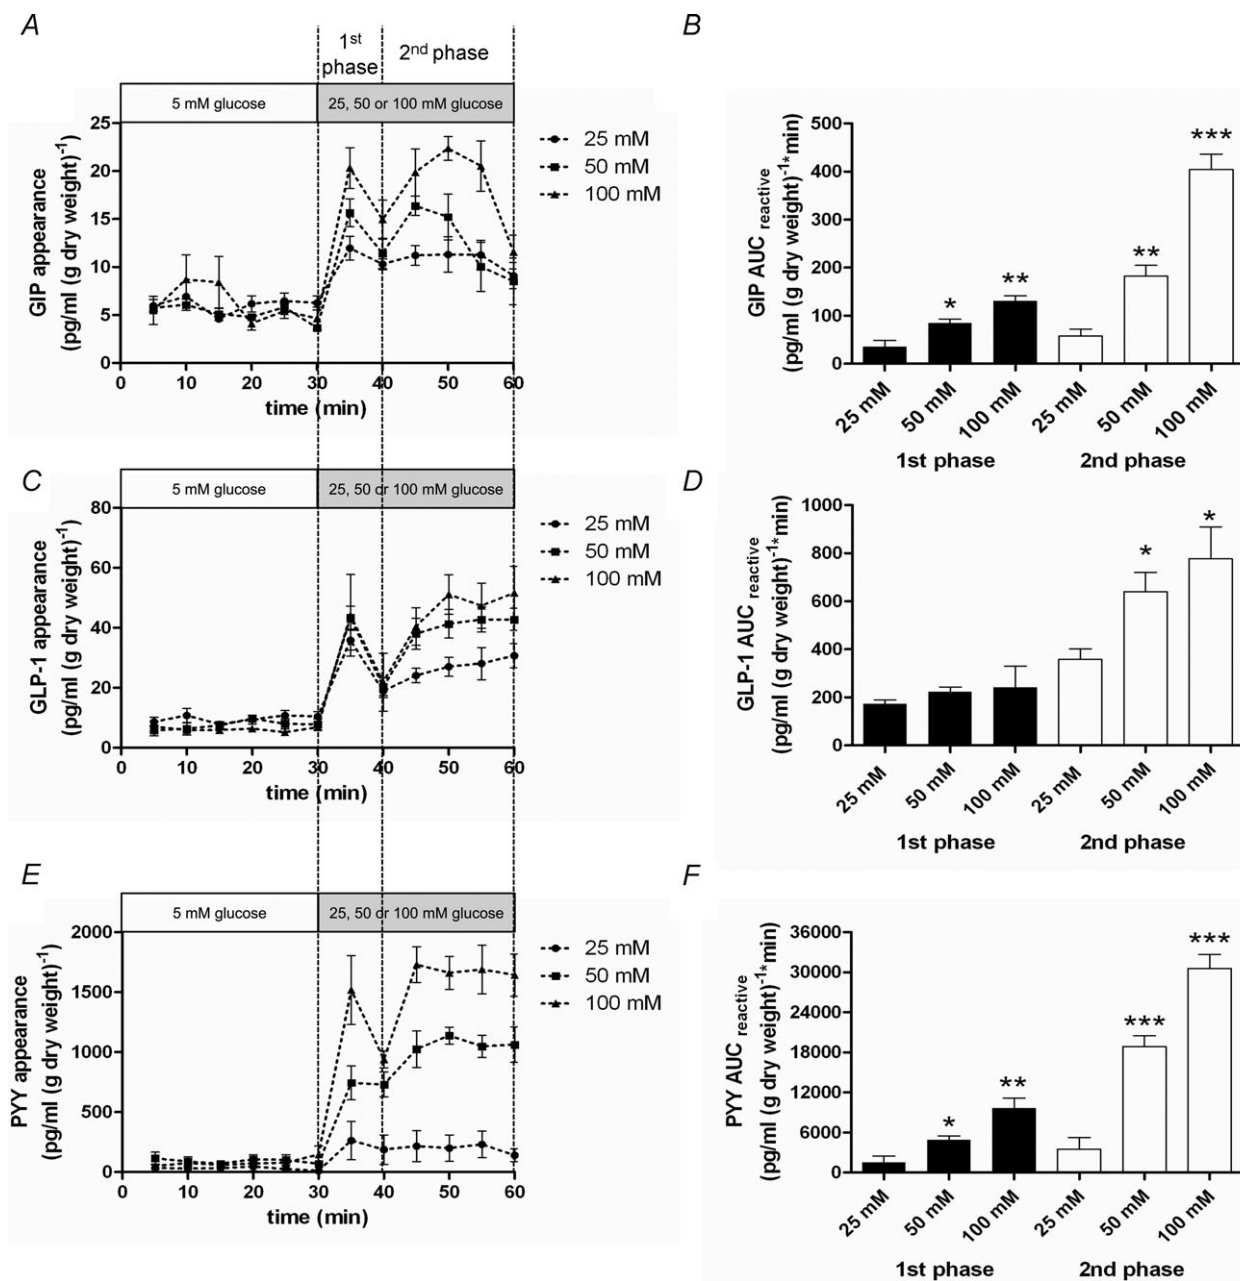 A
1st
phase
2nd phase
5 mM glucose
25, 50 or 100 mM glucose
GIP appearance
(pg/ml (g dry weight)-1)
25
20
15
10
5
0
0 10 20 30 40 50 60
time (min)
25 mM
50 mM
100 mM
B
GIP AUC reactive
(pg/ml (g dry weight)-1*min)
500
400
300
200
100
0
* ** ** ***
25 mM 50 mM 100 mM 25 mM 50 mM 100 mM
1st phase 2nd phase
C
5 mM glucose
25, 50 or 100 mM glucose
GLP-1 appearance
(pg/ml (g dry weight)-1)
80
60
40
20
0
0 10 20 30 40 50 60
time (min)
25 mM
50 mM
100 mM
D
GLP-1 AUC reactive
(pg/ml (g dry weight)-1*min)
1000
800
600
400
200
0
* *
25 mM 50 mM 100 mM 25 mM 50 mM 100 mM
1st phase 2nd phase
E
5 mM glucose
25, 50 or 100 mM glucose
PYY appearance
(pg/ml (g dry weight)-1)
2000
1500
1000
500
0
0 10 20 30 40 50 60
time (min)
25 mM
50 mM
100 mM
F
PYY AUC reactive
(pg/ml (g dry weight)-1*min)
36000
30000
24000
18000
12000
6000
0
* ** *** ***
25 mM 50 mM 100 mM 25 mM 50 mM 100 mM
1st phase 2nd phase